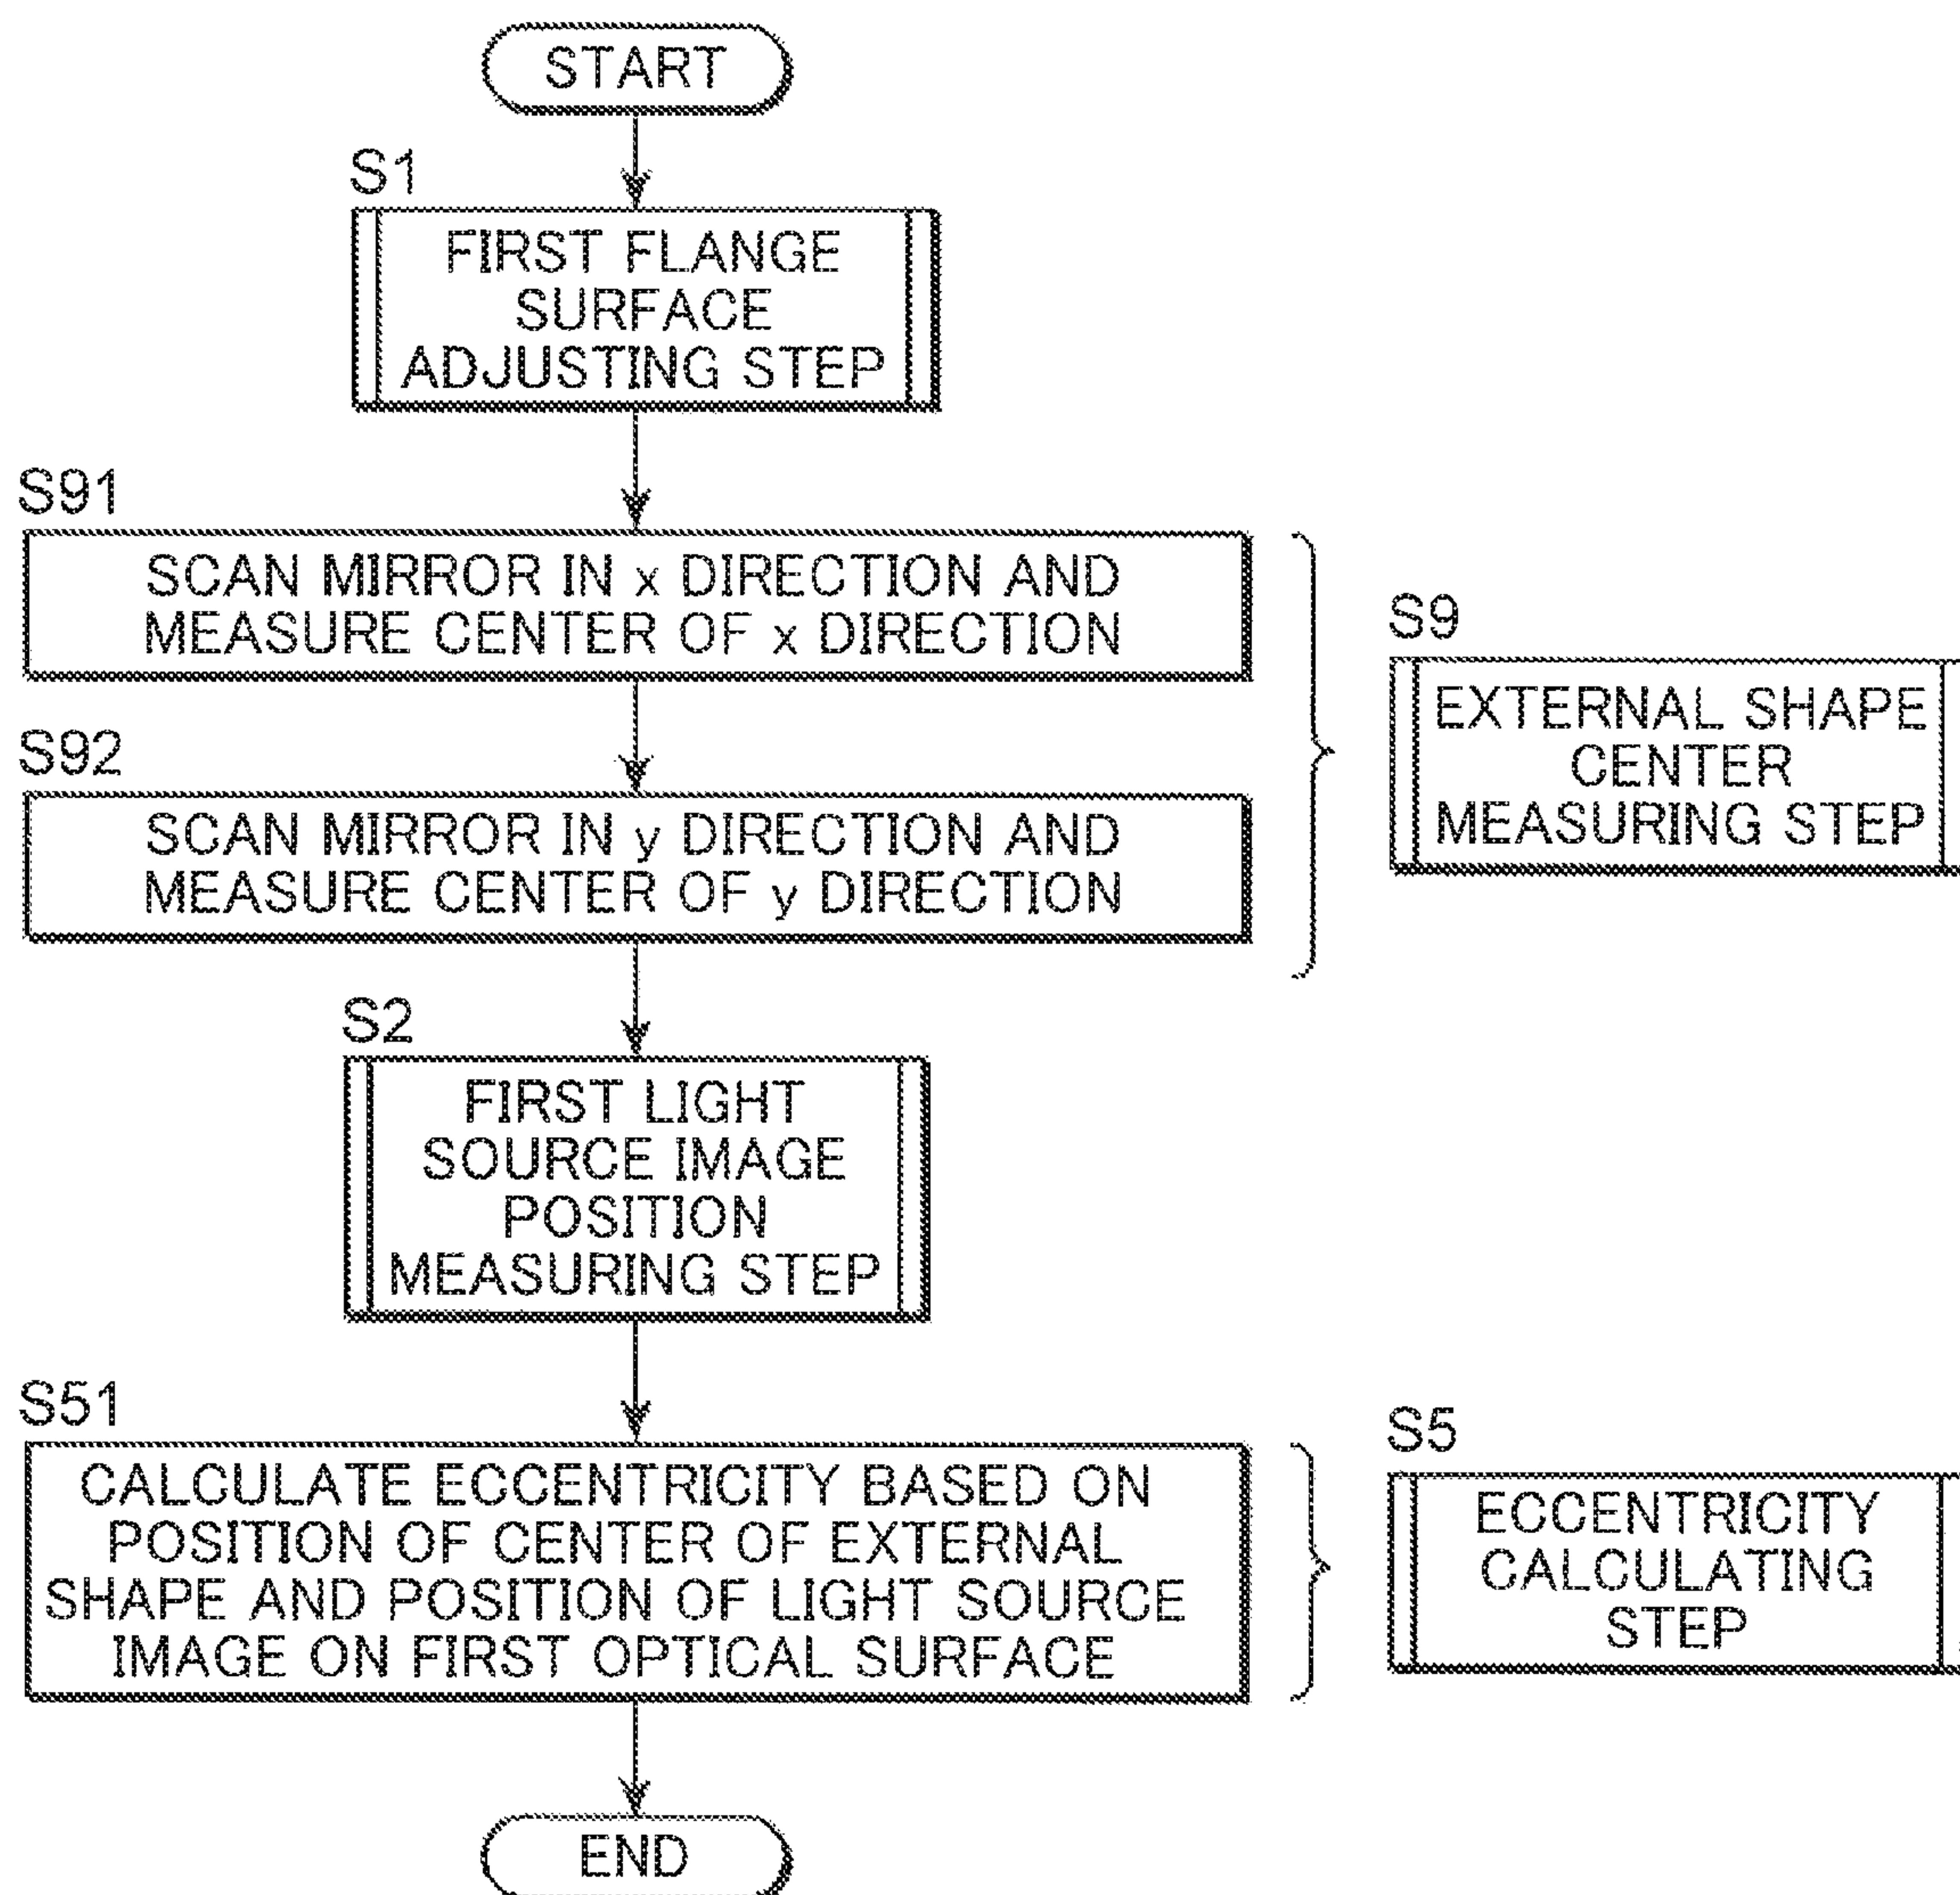 START
S1
FIRST FLANGE
SURFACE
ADJUSTING STEP
S91
SCAN MIRROR IN x DIRECTION AND
MEASURE CENTER OF x DIRECTION
S9
EXTERNAL SHAPE
CENTER
MEASURING STEP
S92
SCAN MIRROR IN y DIRECTION AND
MEASURE CENTER OF y DIRECTION
S2
FIRST LIGHT
SOURCE IMAGE
POSITION
MEASURING STEP
S51
CALCULATE ECCENTRICITY BASED ON
POSITION OF CENTER OF EXTERNAL
SHAPE AND POSITION OF LIGHT SOURCE
IMAGE ON FIRST OPTICAL SURFACE
S5
ECCENTRICITY
CALCULATING
STEP
END